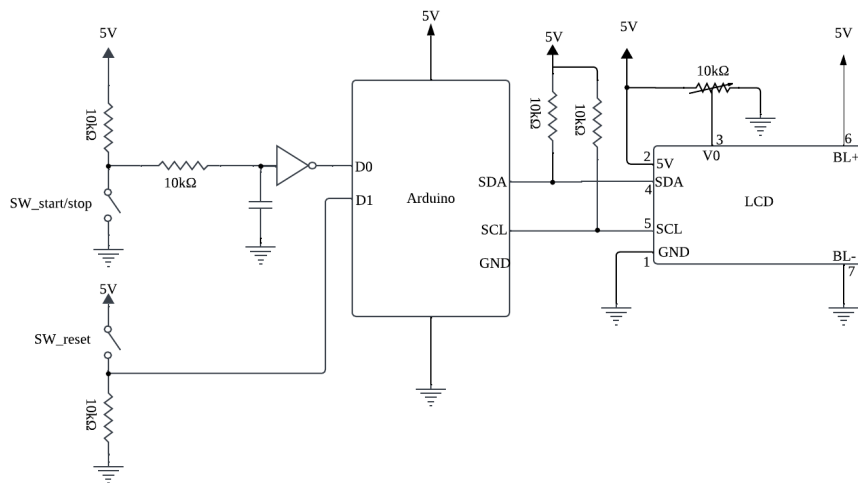 5V
10kΩ
10kΩ
SW_start/stop
5V
SW_reset
10kΩ
5V
D0
D1
Arduino
SDA
SCL
GND
5V
10kΩ
10kΩ
5V
10kΩ
3
V0
2
5V
SDA
4
5
SCL
GND
1
LCD
5V
6
BL+
BL-
7